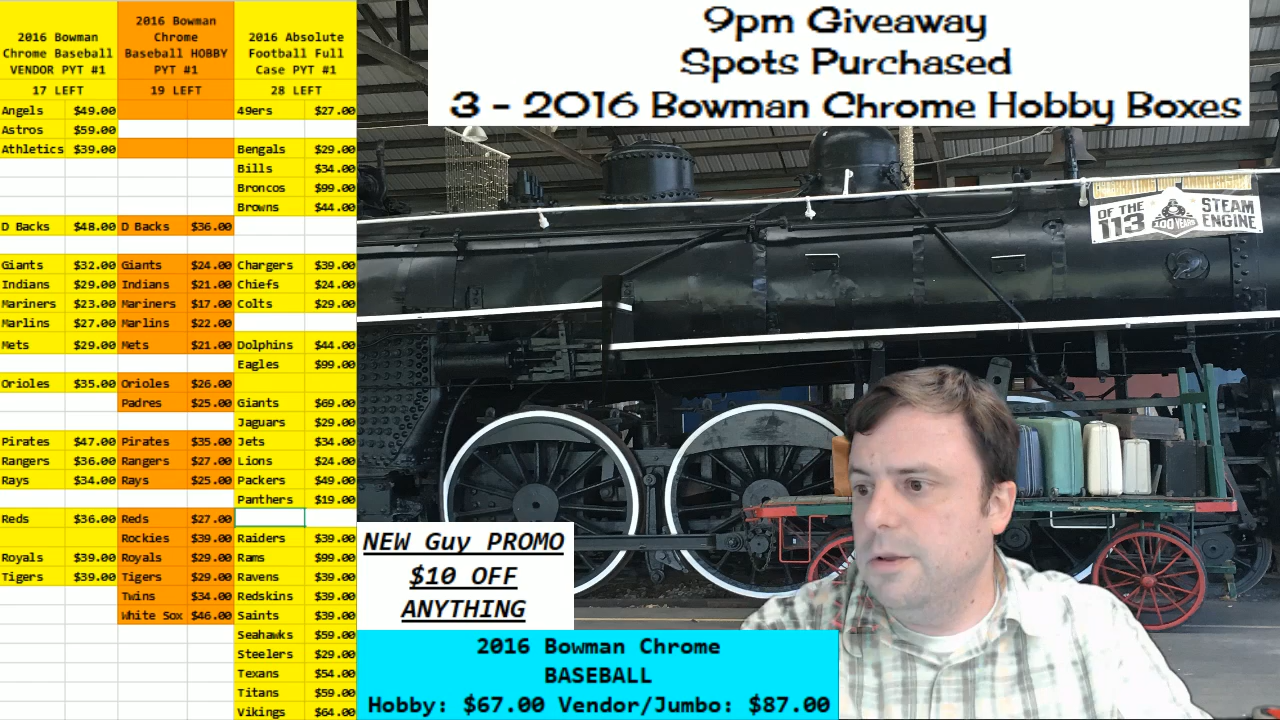 2016 Bowman
Chrome Baseball
VENDOR PYT #1
17 LEFT
Angels $49.00
Astros $59.00
Athletics $39.00
D Backs $48.00
Giants $32.00
Indians $29.00
Mariners $23.00
Marlins $27.00
Mets $29.00
Orioles $35.00
Pirates $47.00
Rangers $36.00
Rays $34.00
Reds $36.00
Royals $39.00
Tigers $39.00
2016 Bowman
Chrome
Baseball HOBBY
PYT #1
19 LEFT
D Backs $36.00
Giants $24.00
Indians $21.00
Mariners $17.00
Marlins $22.00
Mets $21.00
Orioles $26.00
Padres $25.00
Pirates $35.00
Rangers $27.00
Rays $25.00
Reds $27.00
Rockies $39.00
Royals $29.00
Tigers $29.00
Twins $34.00
White Sox $46.00
2016 Absolute
Football Full
Case PYT #1
28 LEFT
49ers $27.00
Bengals $29.00
Bills $34.00
Broncos $99.00
Browns $44.00
Chargers $39.00
Chiefs $24.00
Colts $29.00
Dolphins $44.00
Eagles $99.00
Giants $69.00
Jaguars $29.00
Jets $34.00
Lions $24.00
Packers $49.00
Panthers $19.00
Raiders $39.00
Rams $99.00
Ravens $39.00
Redskins $39.00
Saints $39.00
Seahawks $59.00
Steelers $29.00
Texans $54.00
Titans $59.00
Vikings $64.00
9pm Giveaway
Spots Purchased
3 - 2016 Bowman Chrome Hobby Boxes
OF THE
113
100 YEARS
STEAM
ENGINE
NEW Guy PROMO
$10 OFF
ANYTHING
2016 Bowman Chrome
BASEBALL
Hobby: $67.00 Vendor/Jumbo: $87.00